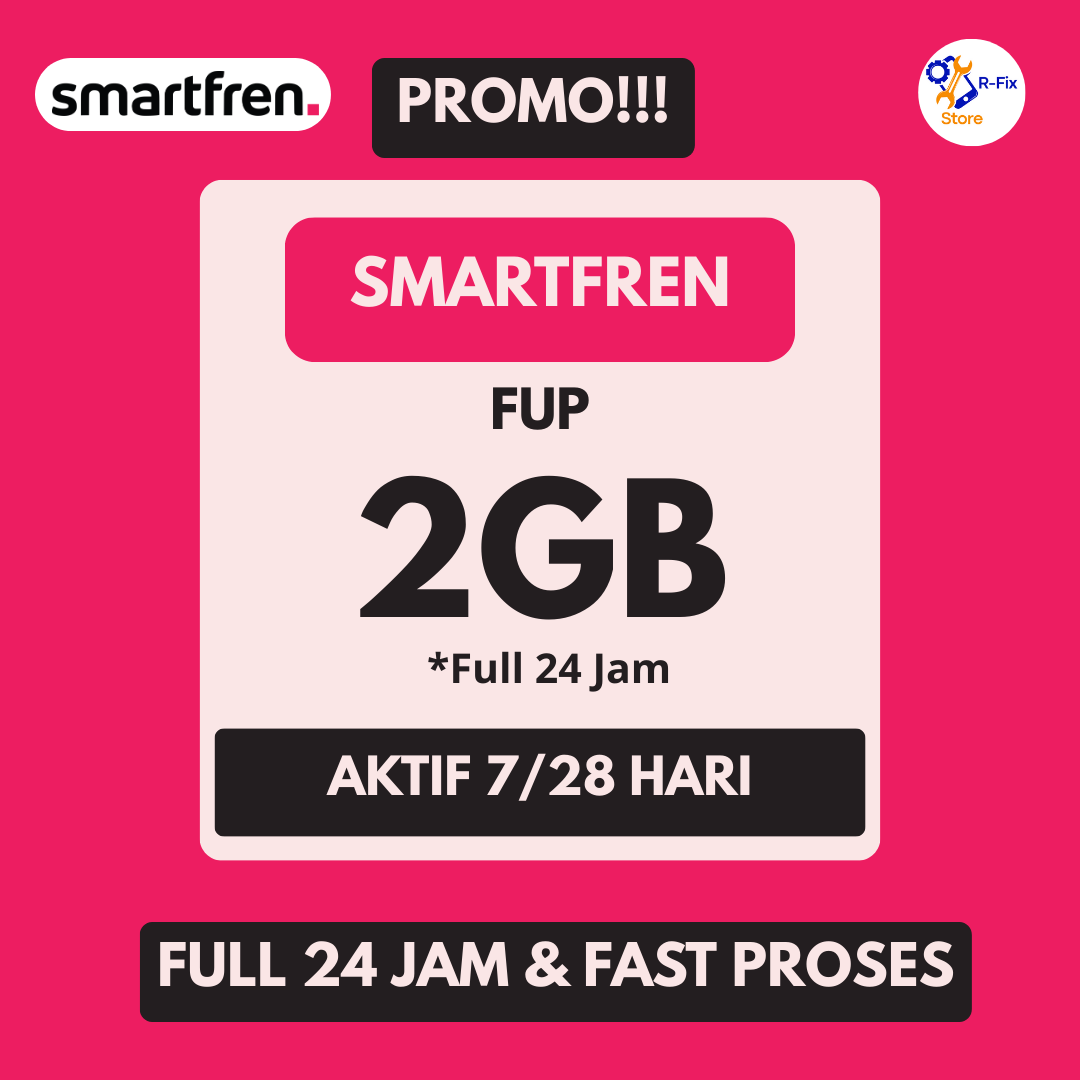 smartfren.
PROMO!!!
R-Fix
Store
SMARTFREN
FUP
2GB
*Full 24 Jam
AKTIF 7/28 HARI
FULL 24 JAM & FAST PROSES